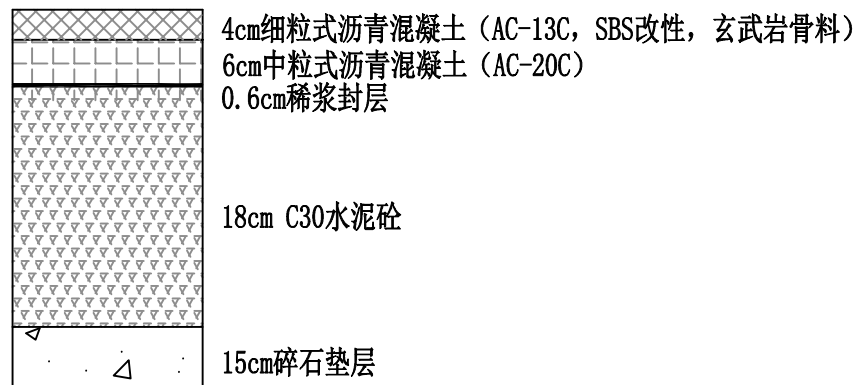 4cm细粒式沥青混凝土（AC-13C, SBS改性, 玄武岩骨料）
6cm中粒式沥青混凝土（AC-20C）
0.6cm稀浆封层
18cm C30水泥砼
15cm碎石垫层